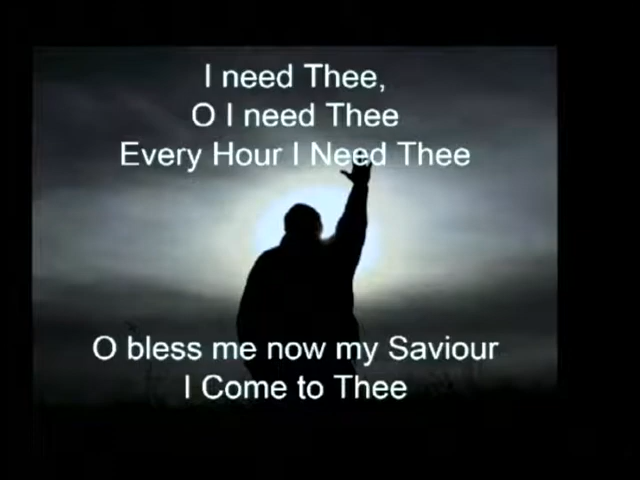 I need Thee,
O I need Thee
Every Hour I Need Thee
O bless me now my Saviour
I Come to Thee